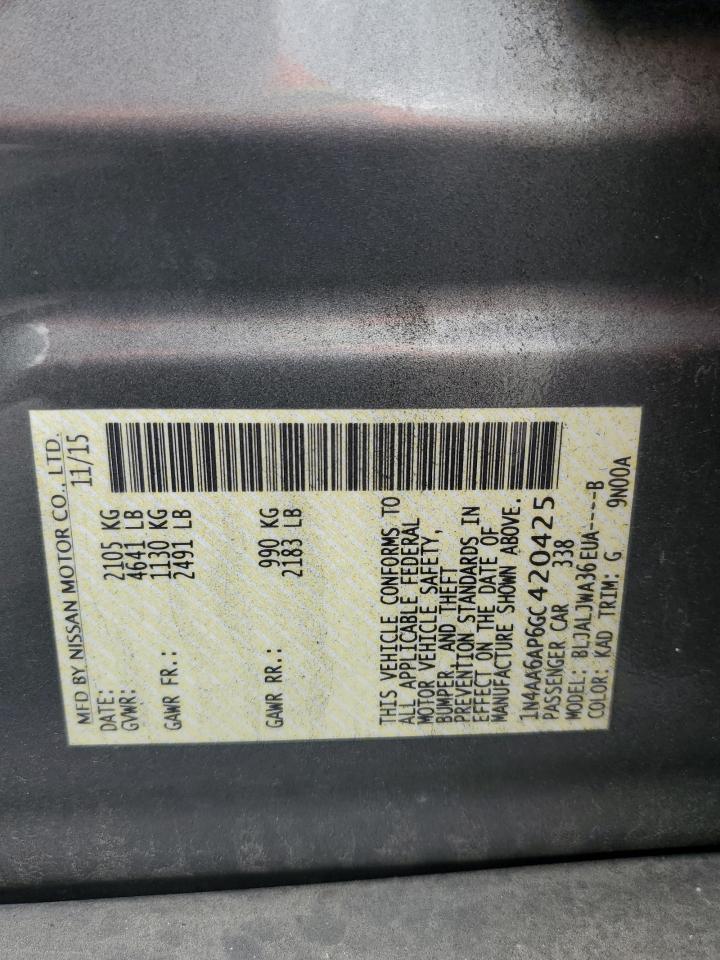 MFD BY NISSAN MOTOR CO., LTD.
DATE: 11/15
GVWR: 2105 KG
4641 LB
GAWR FR.: 1130 KG
2491 LB
GAWR RR.: 990 KG
2183 LB
THIS VEHICLE CONFORMS TO
ALL APPLICABLE FEDERAL
MOTOR VEHICLE SAFETY,
BUMPER, AND THEFT
PREVENTION STANDARDS IN
EFFECT ON THE DATE OF
MANUFACTURE SHOWN ABOVE.
1N4AA6AP6GC420425
PASSENGER CAR 338
MODEL: BLJALJWA36EUA----B
COLOR: KAD TRIM: G 9N00A